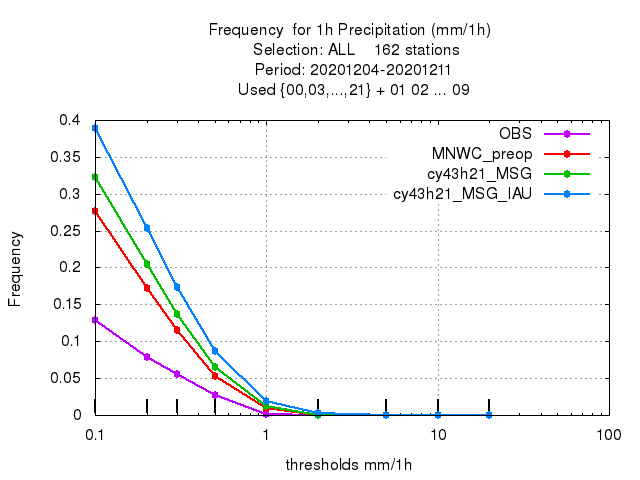 Frequency  for 1h Precipitation (mm/1h)
Selection: ALL    162 stations
Period: 20201204-20201211
Used {00,03,...,21} + 01 02 ... 09
OBS
MNWC_preop
cy43h21_MSG
cy43h21_MSG_IAU
0.4
0.35
0.3
0.25
0.2
0.15
0.1
0.05
0
Frequency
0.1
1
10
100
thresholds mm/1h